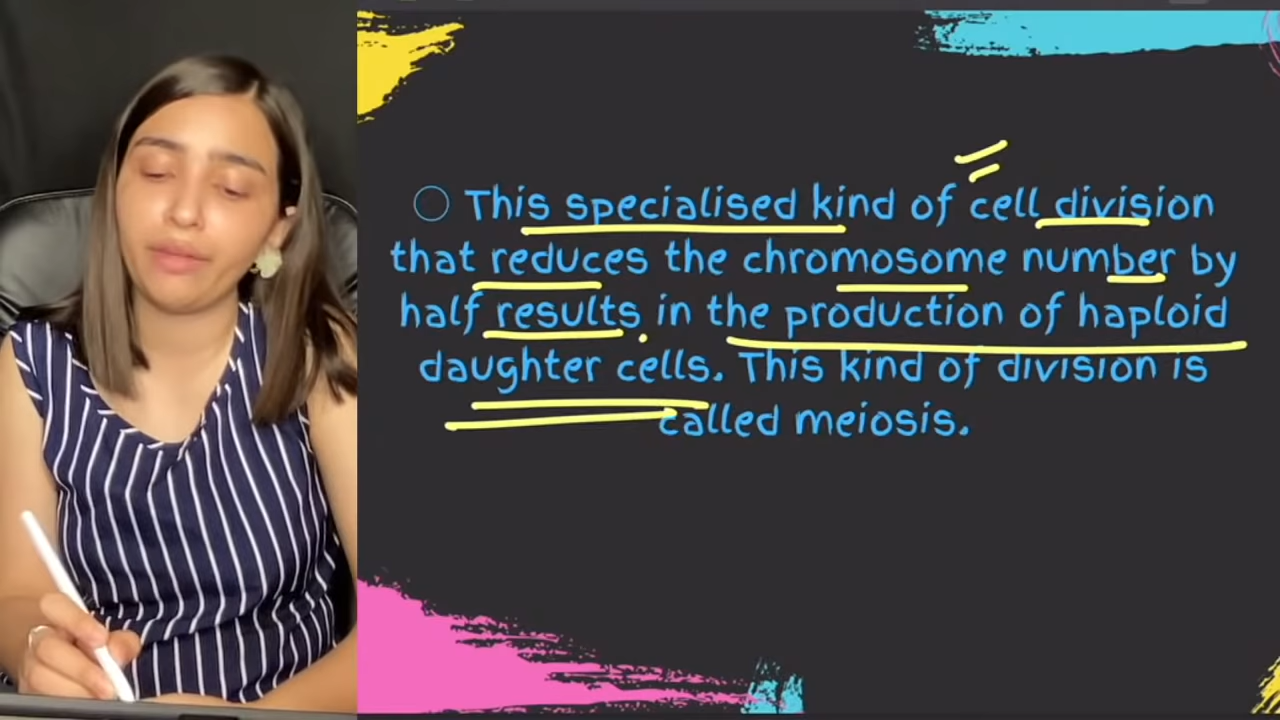 This specialised kind of cell division
that reduces the chromosome number by
half results in the production of haploid
daughter cells. This kind of division is
called meiosis.